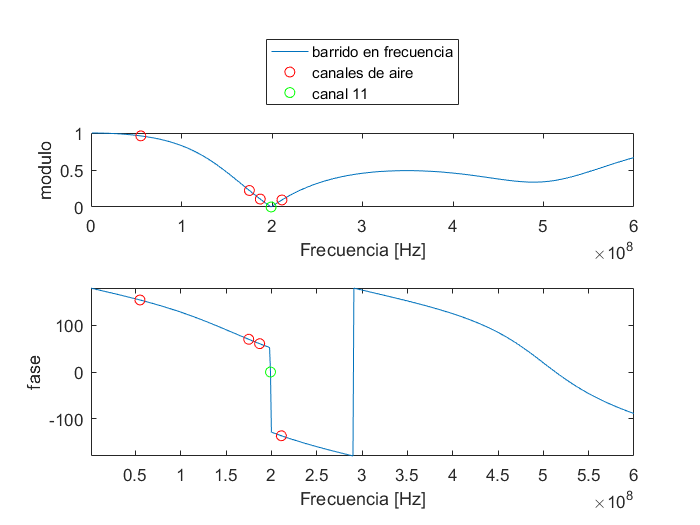 barrido en frecuencia
canales de aire
canal 11
1
0.5
0
modulo
0 1 2 3 4 5 6
Frecuencia [Hz]
×10^8
100
0
-100
fase
0.5 1 1.5 2 2.5 3 3.5 4 4.5 5 5.5 6
Frecuencia [Hz]
×10^8